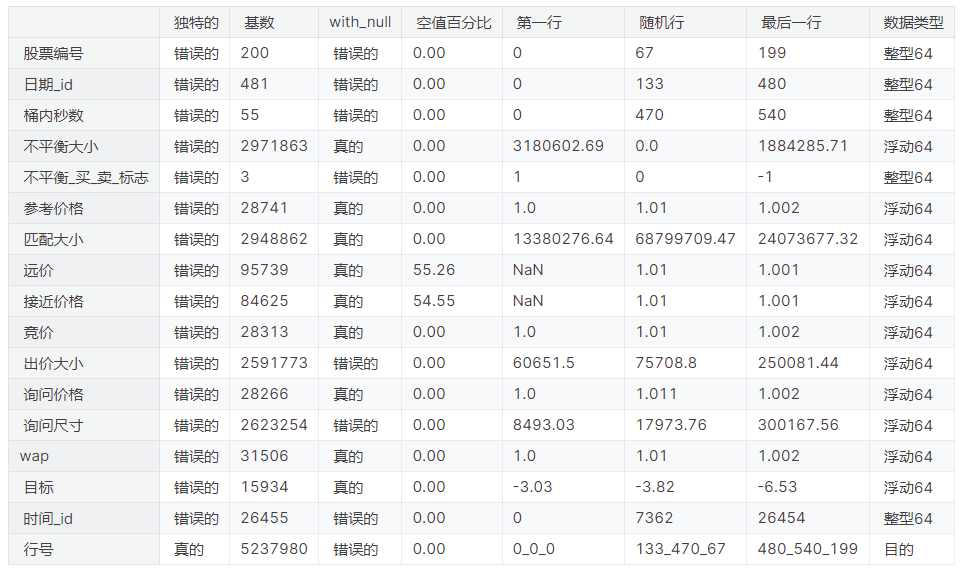 独特的 基数 with_null 空值百分比 第一行 随机行 最后一行 数据类型
股票编号 错误的 200 错误的 0.00 0 67 199 整型64
日期_id 错误的 481 错误的 0.00 0 133 480 整型64
桶内秒数 错误的 55 错误的 0.00 0 470 540 整型64
不平衡大小 错误的 2971863 真的 0.00 3180602.69 0.0 1884285.71 浮动64
不平衡_买_卖_标志 错误的 3 错误的 0.00 1 0 -1 整型64
参考价格 错误的 28741 真的 0.00 1.0 1.01 1.002 浮动64
匹配大小 错误的 2948862 真的 0.00 13380276.64 68799709.47 24073677.32 浮动64
远价 错误的 95739 真的 55.26 NaN 1.01 1.001 浮动64
接近价格 错误的 84625 真的 54.55 NaN 1.01 1.001 浮动64
竞价 错误的 28313 真的 0.00 1.0 1.01 1.002 浮动64
出价大小 错误的 2591773 错误的 0.00 60651.5 75708.8 250081.44 浮动64
询问价格 错误的 28266 真的 0.00 1.0 1.011 1.002 浮动64
询问尺寸 错误的 2623254 错误的 0.00 8493.03 17973.76 300167.56 浮动64
wap 错误的 31506 真的 0.00 1.0 1.01 1.002 浮动64
目标 错误的 15934 真的 0.00 -3.03 -3.82 -6.53 浮动64
时间_id 错误的 26455 错误的 0.00 0 7362 26454 整型64
行号 真的 5237980 错误的 0.00 0_0_0 133_470_67 480_540_199 目的